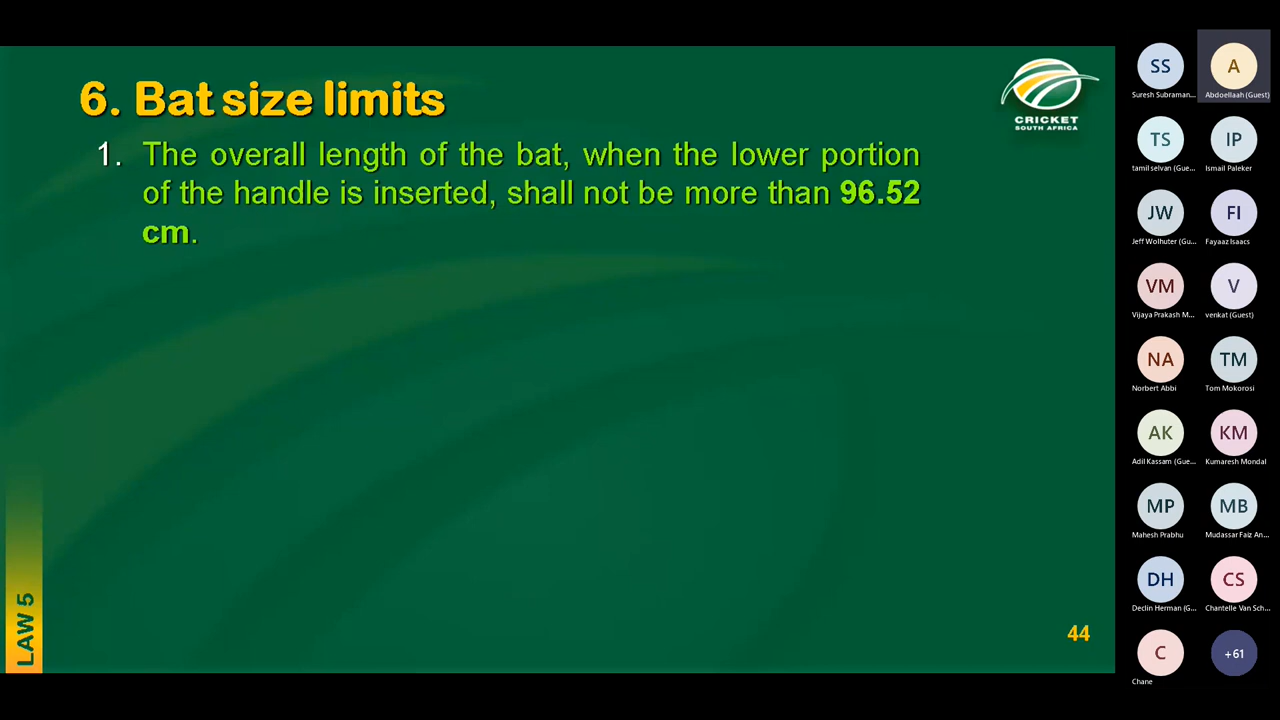 6. Bat size limits
1. The overall length of the bat, when the lower portion
of the handle is inserted, shall not be more than 96.52
cm.
CRICKET
SOUTH AFRICA
LAW 5
44
SS
Suresh Subraman...
A
Abdoellaah (Guest)
TS
tamil selvan (Gue...
IP
Ismail Paleker
JW
Jeff Wolhuter (Gu...
FI
Fayaaz Isaacs
VM
Vijaya Prakash M...
V
venkat (Guest)
NA
Norbert Abbi
TM
Tom Mokorosi
AK
Adil Kassam (Gue...
KM
Kumaresh Mondal
MP
Mahesh Prabhu
MB
Mudassar Faiz An...
DH
Declin Herman (G...
CS
Chantelle Van Sch...
C
Chane
+61